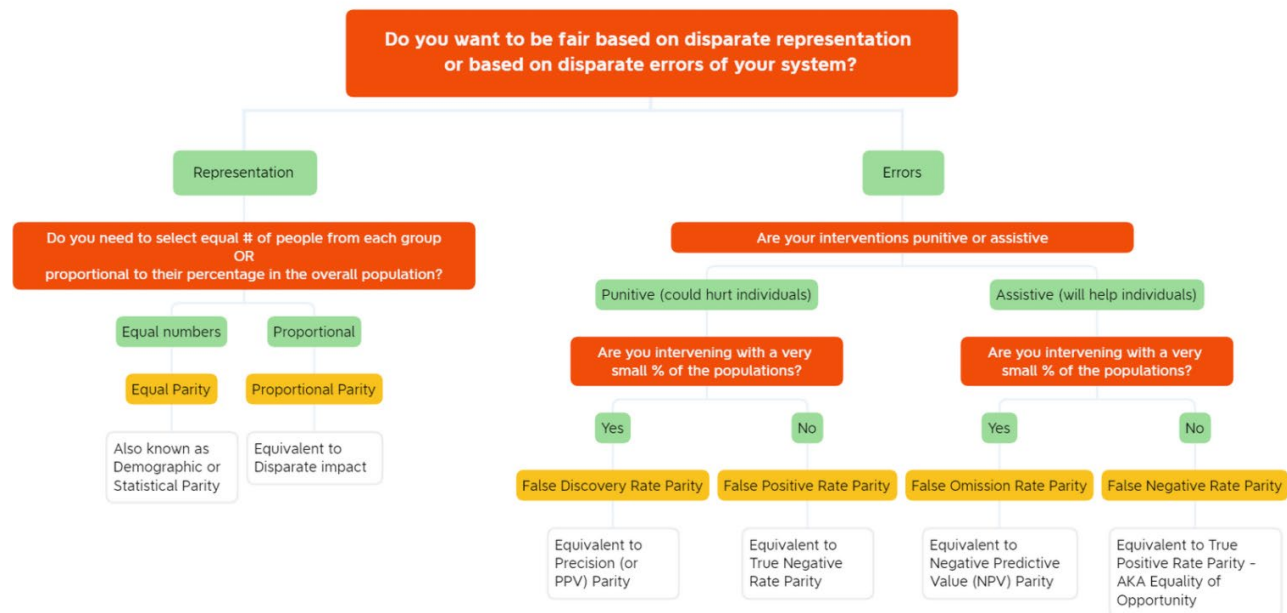 Do you want to be fair based on disparate representation
or based on disparate errors of your system?
Representation
Errors
Do you need to select equal # of people from each group
OR
proportional to their percentage in the overall population?
Are your interventions punitive or assistive
Equal numbers
Proportional
Punitive (could hurt individuals)
Assistive (will help individuals)
Equal Parity
Proportional Parity
Are you intervening with a very
small % of the populations?
Are you intervening with a very
small % of the populations?
Also known as
Demographic or
Statistical Parity
Equivalent to
Disparate impact
Yes
No
Yes
No
False Discovery Rate Parity
False Positive Rate Parity
False Omission Rate Parity
False Negative Rate Parity
Equivalent to
Precision (or
PPV) Parity
Equivalent to
True Negative
Rate Parity
Equivalent to
Negative Predictive
Value (NPV) Parity
Equivalent to True
Positive Rate Parity -
AKA Equality of
Opportunity